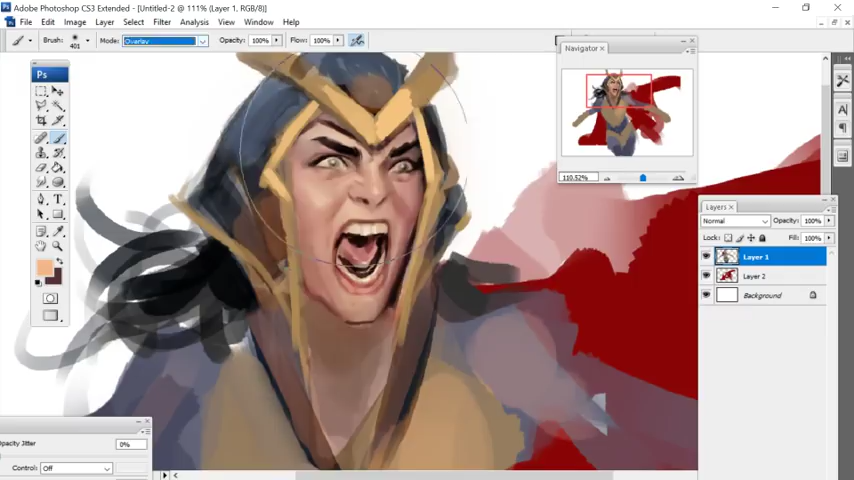 Adobe Photoshop CS3 Extended - [Untitled-2 @ 111% (Layer 1, RGB/8)]
File Edit Image Layer Select Filter Analysis View Window Help
Brush: 401 Mode: Overlay Opacity: 100% Flow: 100%
Navigator ×
Ps
110.52%
Layers ×
Normal Opacity: 100%
Lock: Fill: 100%
Layer 1
Layer 2
Background
Opacity Jitter 0%
Control: Off